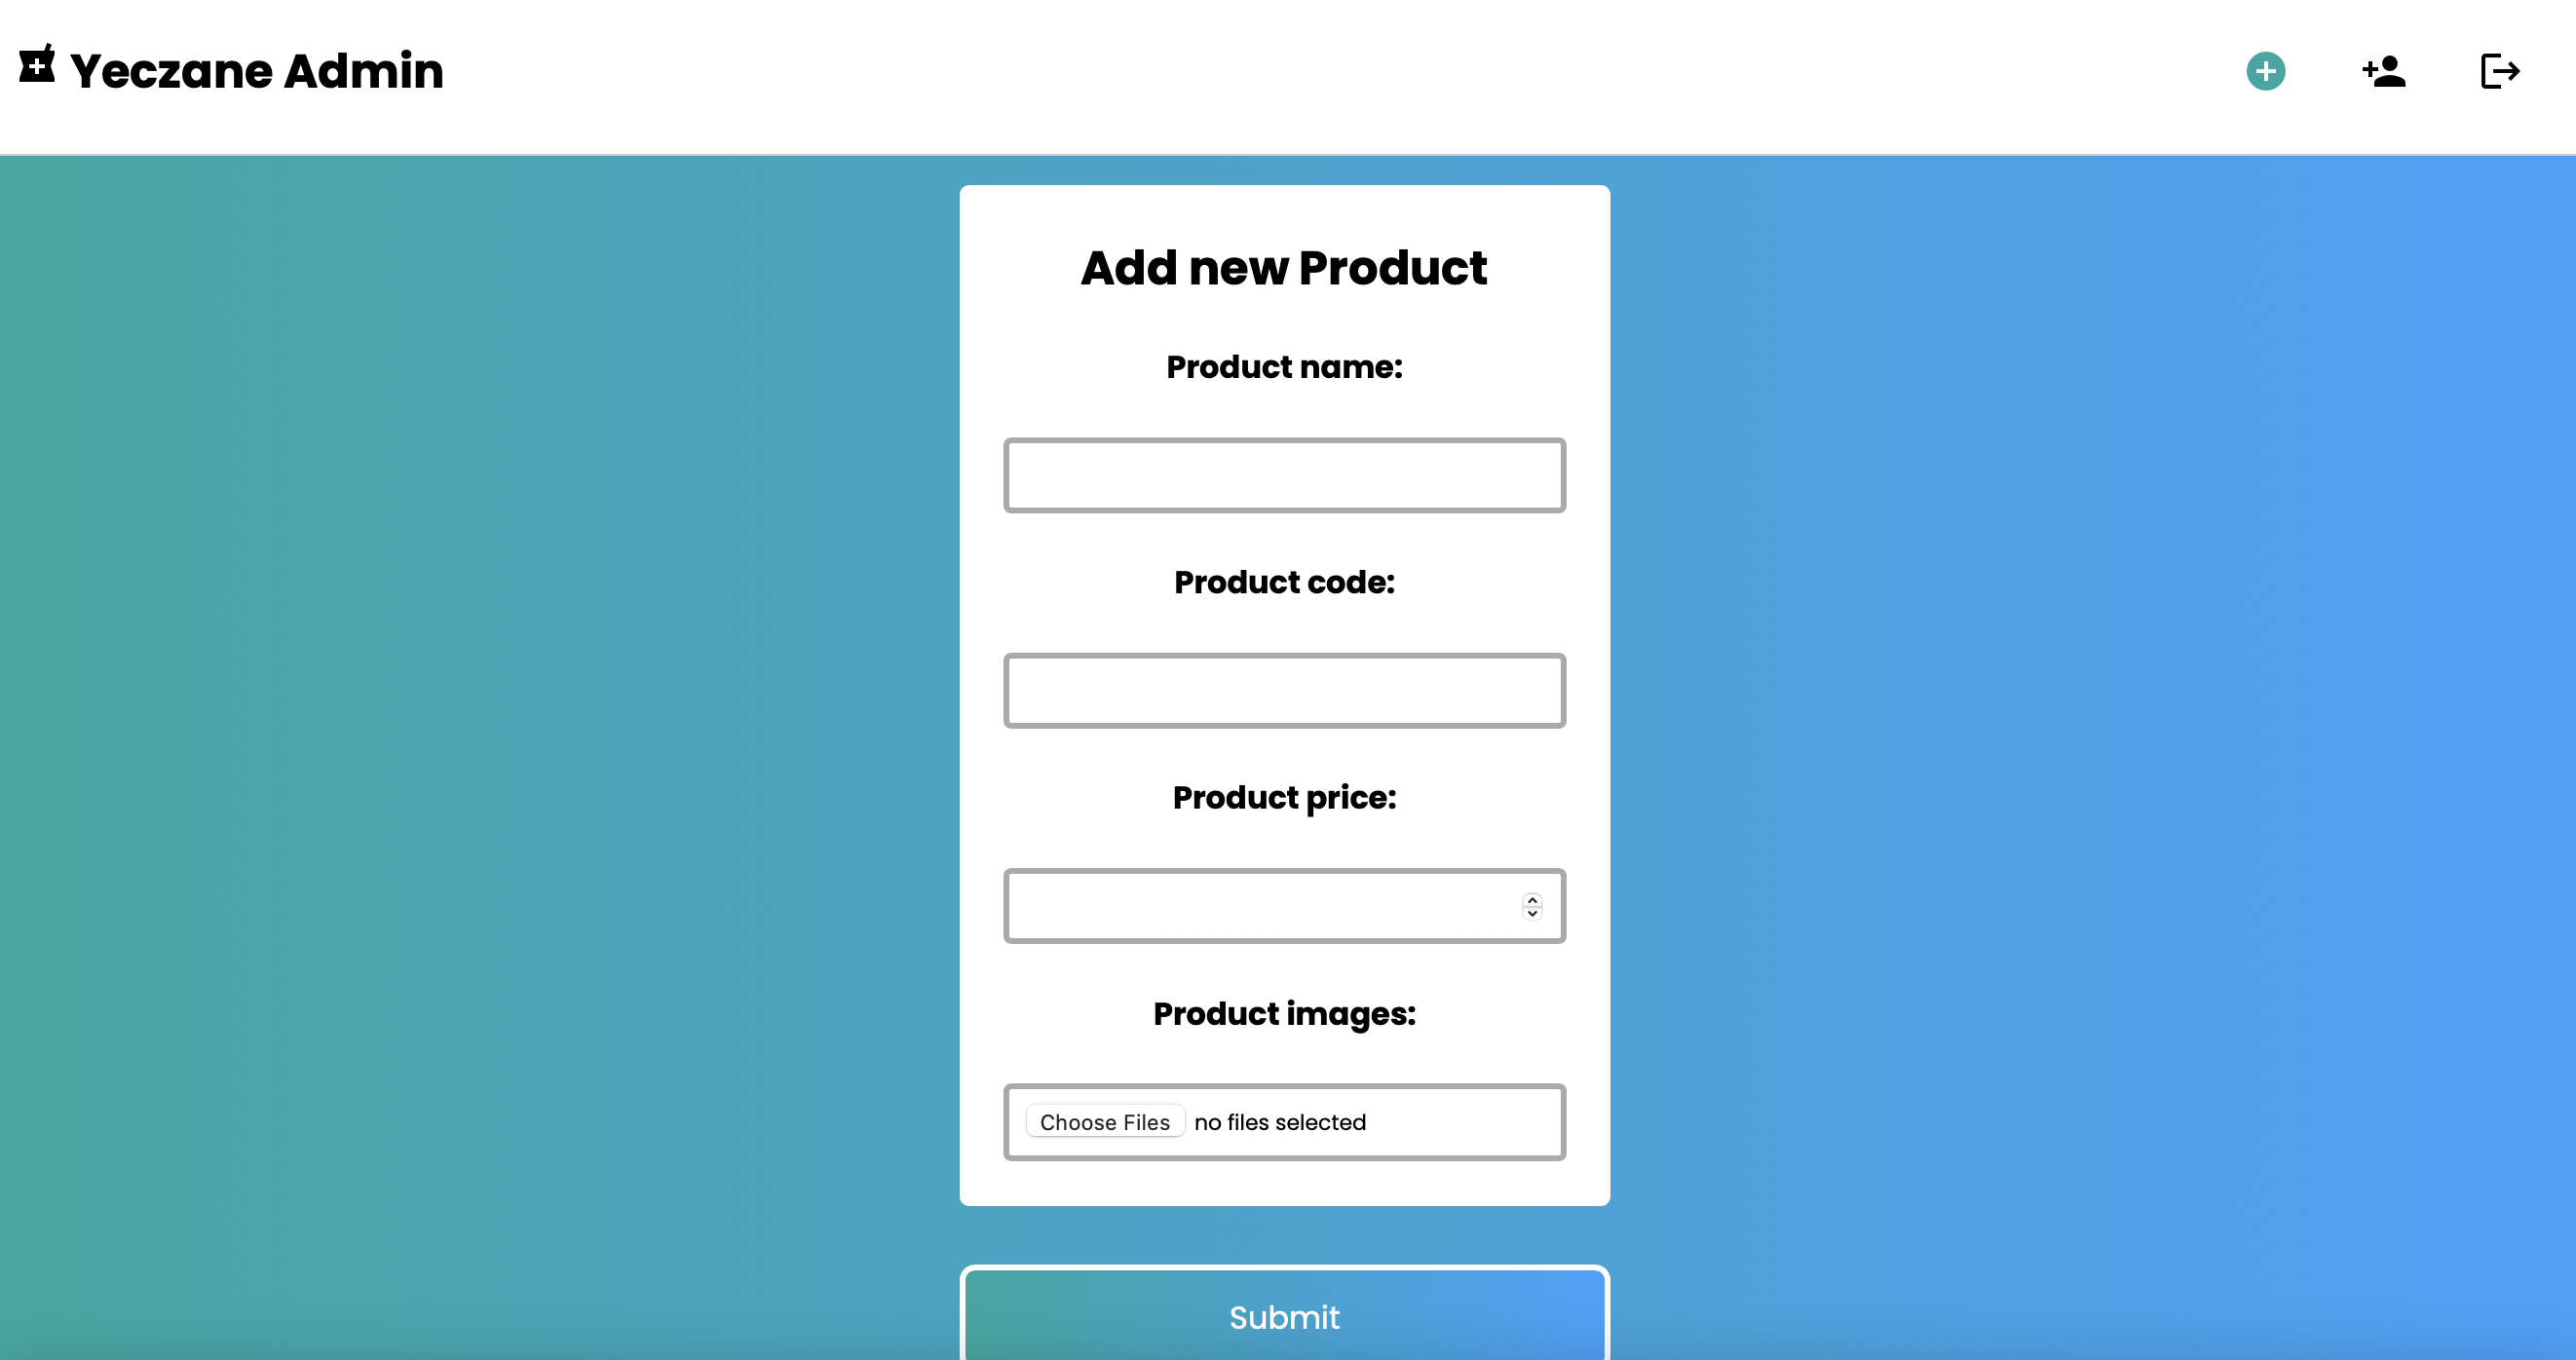 Yeczane Admin
Add new Product
Product name:
Product code:
Product price:
Product images:
Choose Files no files selected
Submit